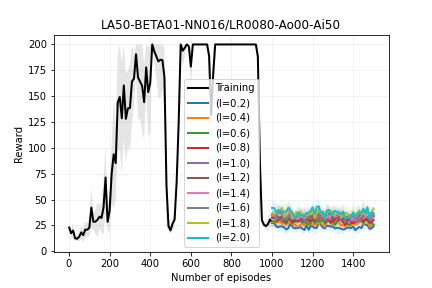 LA50-BETA01-NN016/LR0080-Ao00-Ai50
200
175
150
125
100
75
50
25
0
Reward
Training
(l=0.2)
(l=0.4)
(l=0.6)
(l=0.8)
(l=1.0)
(l=1.2)
(l=1.4)
(l=1.6)
(l=1.8)
(l=2.0)
0 200 400 600 800 1000 1200 1400
Number of episodes